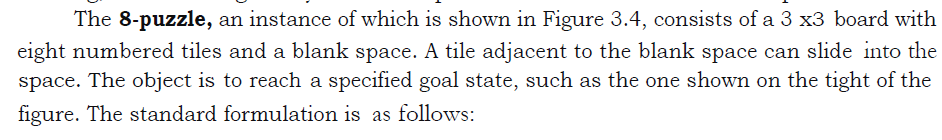 The 8-puzzle, an instance of which is shown in Figure 3.4, consists of a 3 x3 board with
eight numbered tiles and a blank space. A tile adjacent to the blank space can slide into the
space. The object is to reach a specified goal state, such as the one shown on the tight of the
figure. The standard formulation is as follows: